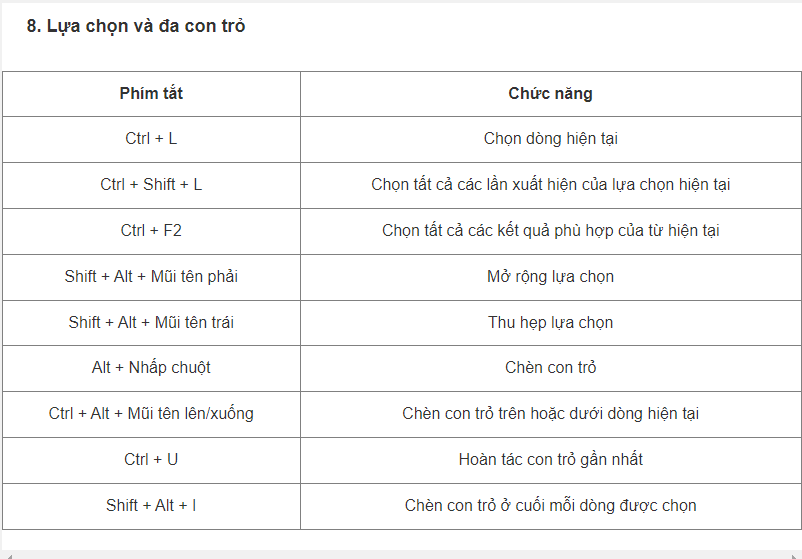 8. Lựa chọn và đa con trỏ
Phím tắt Chức năng
Ctrl + L Chọn dòng hiện tại
Ctrl + Shift + L Chọn tất cả các lần xuất hiện của lựa chọn hiện tại
Ctrl + F2 Chọn tất cả các kết quả phù hợp của từ hiện tại
Shift + Alt + Mũi tên phải Mở rộng lựa chọn
Shift + Alt + Mũi tên trái Thu hẹp lựa chọn
Alt + Nhấp chuột Chèn con trỏ
Ctrl + Alt + Mũi tên lên/xuống Chèn con trỏ trên hoặc dưới dòng hiện tại
Ctrl + U Hoàn tác con trỏ gần nhất
Shift + Alt + I Chèn con trỏ ở cuối mỗi dòng được chọn